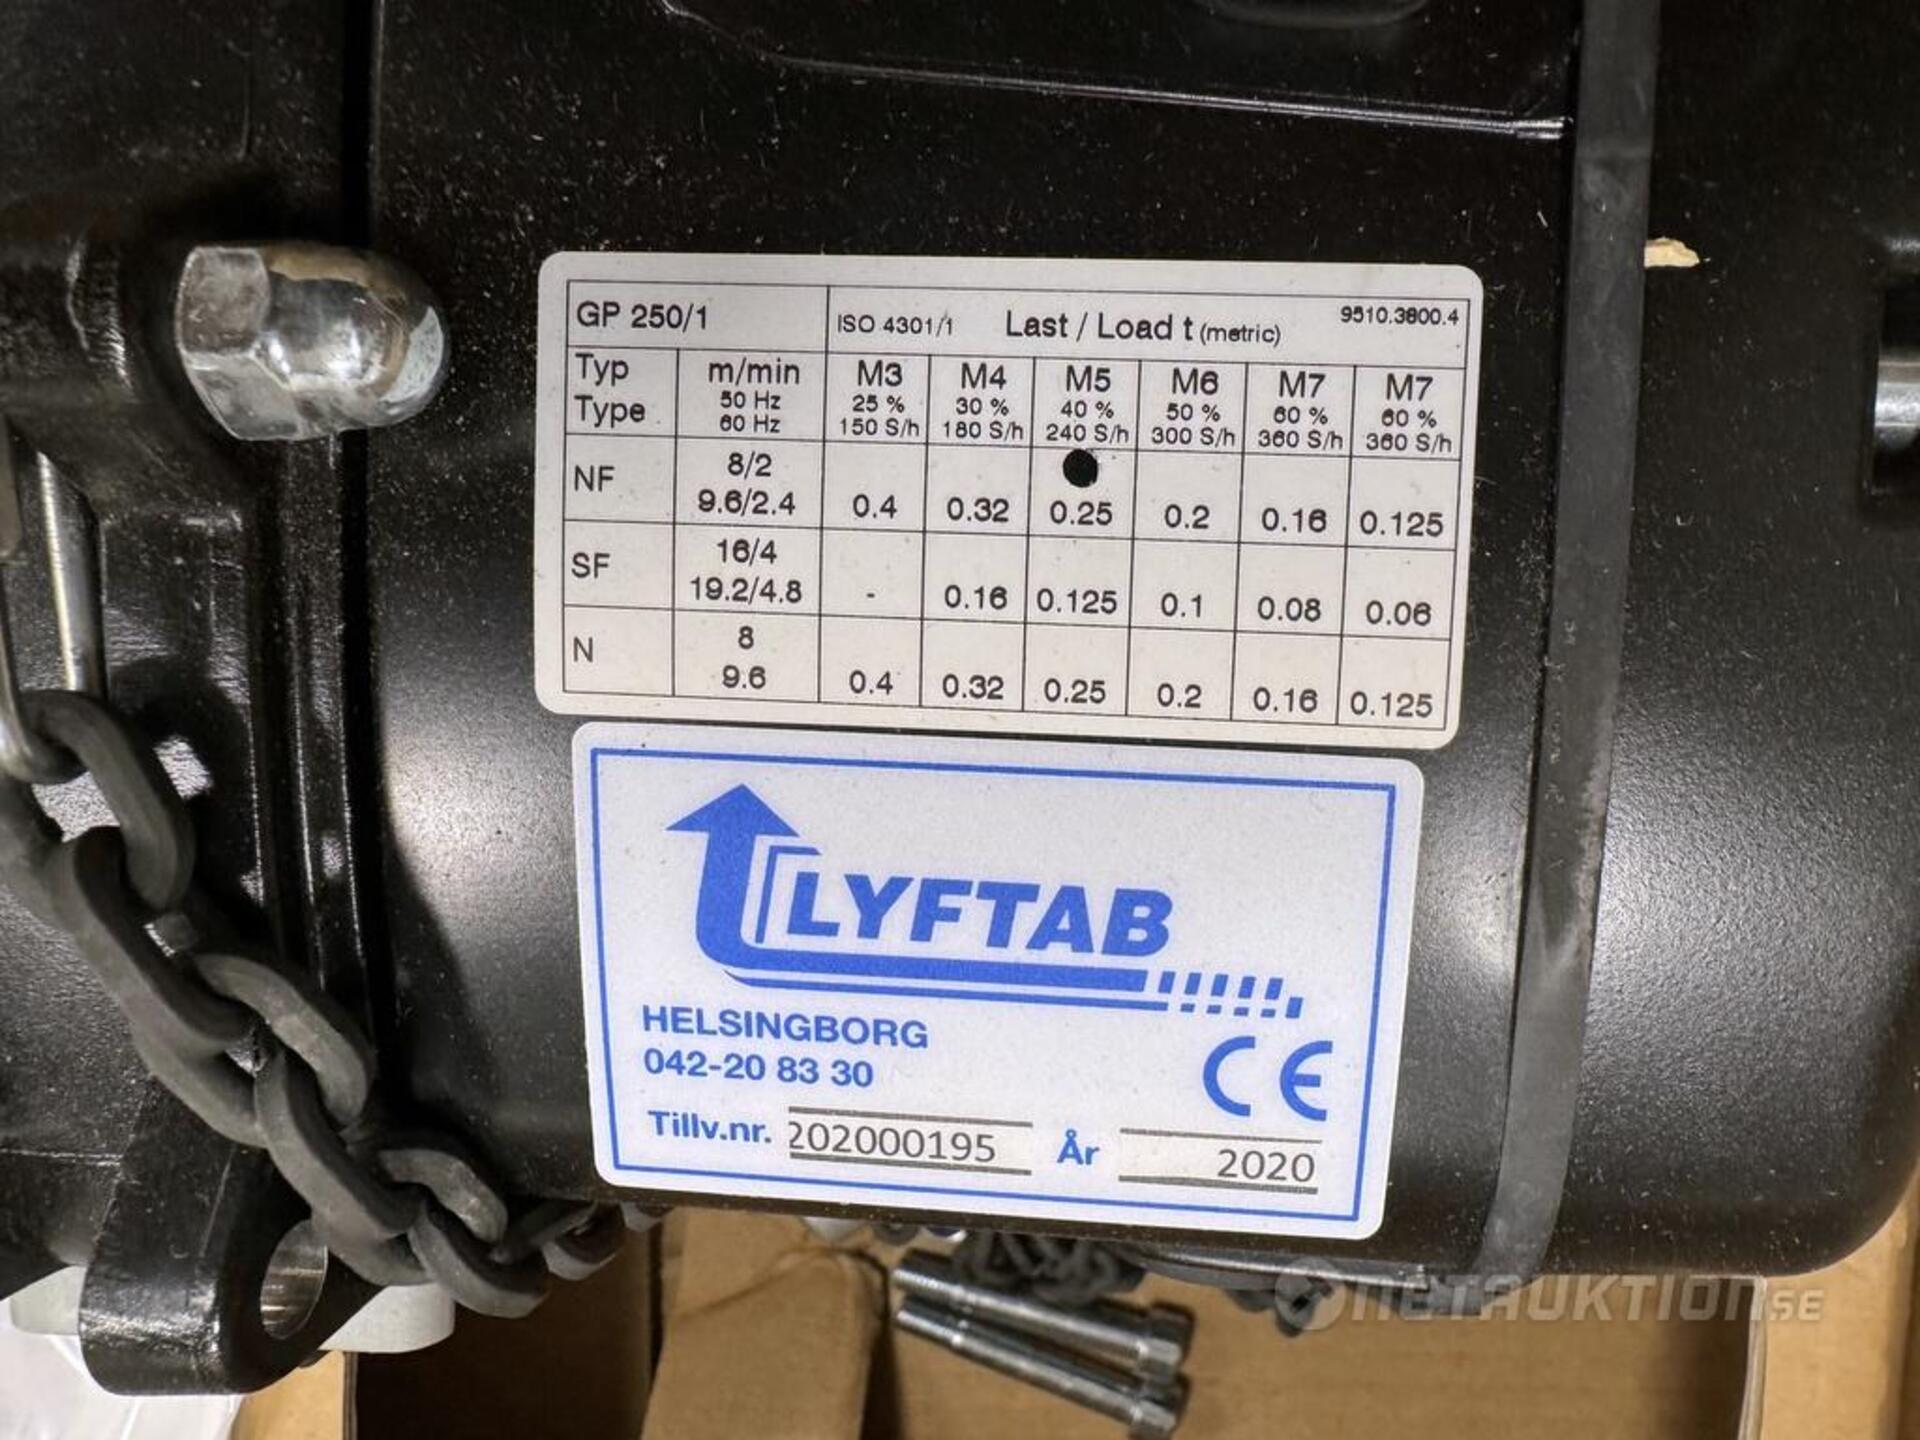 GP 250/1 ISO 4301/1 Last / Load t (metric) 9510.3800.4
Typ m/min M3 M4 M5 M6 M7 M7
Type 50 Hz 25 % 30 % 40 % 50 % 60 % 60 %
60 Hz 150 S/h 180 S/h 240 S/h 300 S/h 360 S/h 360 S/h
NF 8/2
9.6/2.4 0.4 0.32 0.25 0.2 0.16 0.125
SF 16/4
19.2/4.8 - 0.16 0.125 0.1 0.08 0.06
N 8
9.6 0.4 0.32 0.25 0.2 0.16 0.125
LYFTAB
HELSINGBORG
042-20 83 30
CE
Tillv.nr. 202000195 År 2020
NETAUKTION.SE